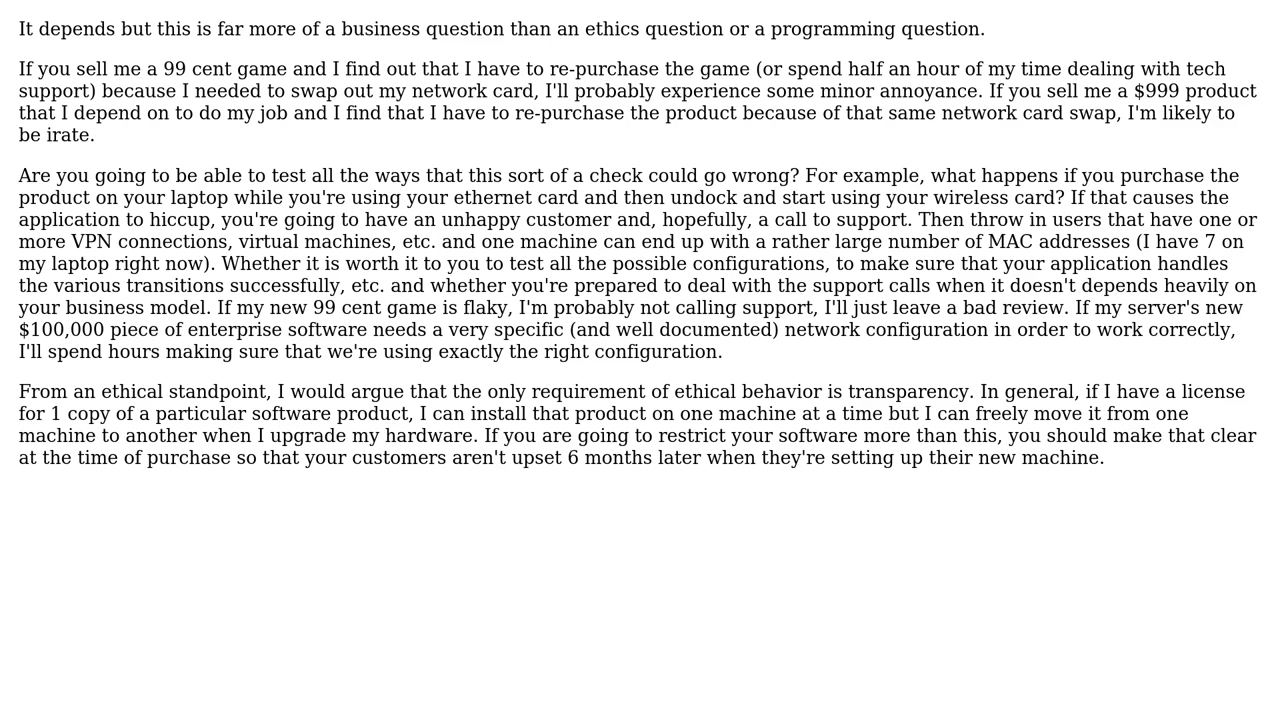 It depends but this is far more of a business question than an ethics question or a programming question.
If you sell me a 99 cent game and I find out that I have to re-purchase the game (or spend half an hour of my time dealing with tech
support) because I needed to swap out my network card, I'll probably experience some minor annoyance. If you sell me a $999 product
that I depend on to do my job and I find that I have to re-purchase the product because of that same network card swap, I'm likely to
be irate.
Are you going to be able to test all the ways that this sort of a check could go wrong? For example, what happens if you purchase the
product on your laptop while you're using your ethernet card and then undock and start using your wireless card? If that causes the
application to hiccup, you're going to have an unhappy customer and, hopefully, a call to support. Then throw in users that have one or
more VPN connections, virtual machines, etc. and one machine can end up with a rather large number of MAC addresses (I have 7 on
my laptop right now). Whether it is worth it to you to test all the possible configurations, to make sure that your application handles
the various transitions successfully, etc. and whether you're prepared to deal with the support calls when it doesn't depends heavily on
your business model. If my new 99 cent game is flaky, I'm probably not calling support, I'll just leave a bad review. If my server's new
$100,000 piece of enterprise software needs a very specific (and well documented) network configuration in order to work correctly,
I'll spend hours making sure that we're using exactly the right configuration.
From an ethical standpoint, I would argue that the only requirement of ethical behavior is transparency. In general, if I have a license
for 1 copy of a particular software product, I can install that product on one machine at a time but I can freely move it from one
machine to another when I upgrade my hardware. If you are going to restrict your software more than this, you should make that clear
at the time of purchase so that your customers aren't upset 6 months later when they're setting up their new machine.